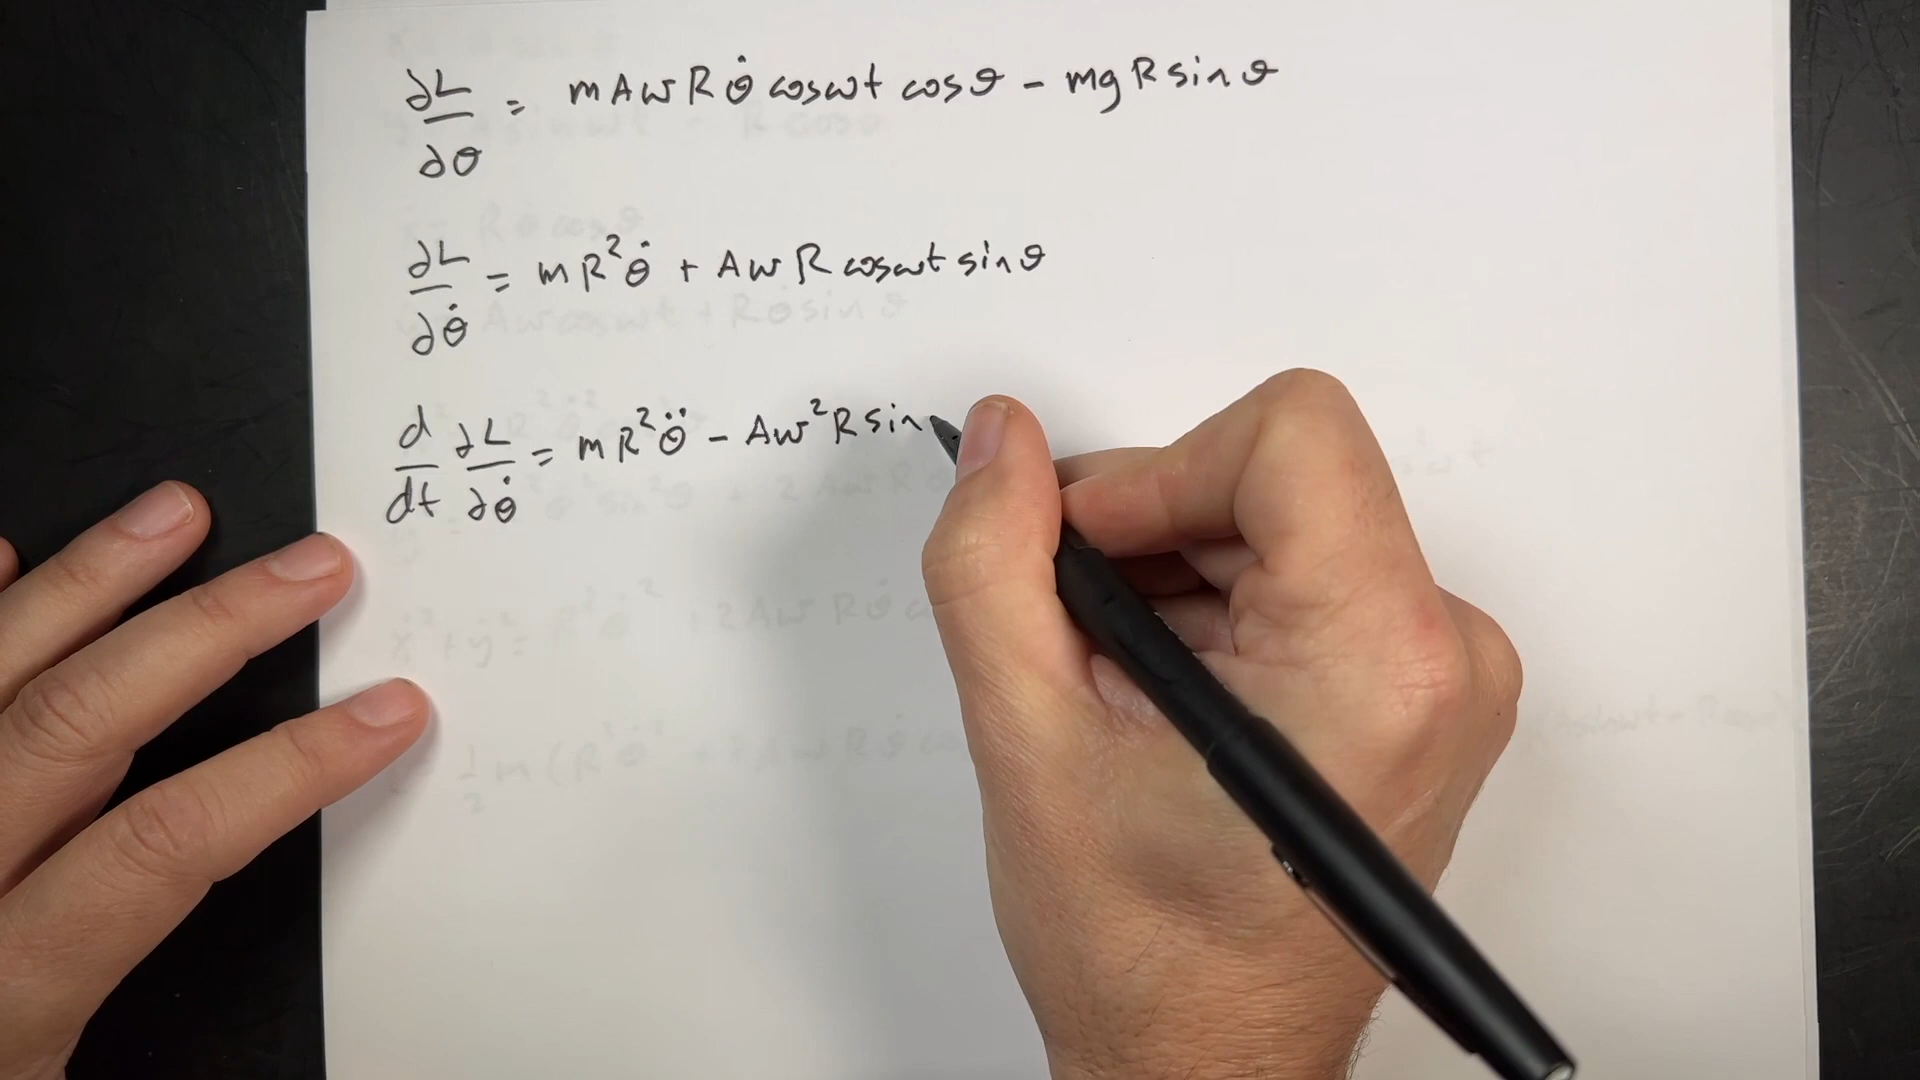 ∂L/∂θ = mAωRθ̇ cosωt cosθ - mgR sinθ
∂L/∂θ̇ = mR²θ̇ + AωR cosωt sinθ
d/dt ∂L/∂θ̇ = mR²θ̈ - Aω²R sin